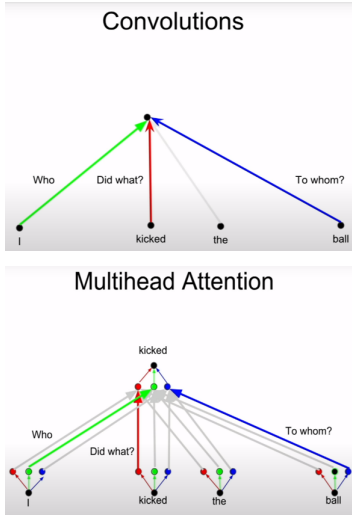 Convolutions
Who
Did what?
To whom?
I
kicked
the
ball
Multihead Attention
kicked
Who
Did what?
To whom?
I
kicked
the
ball